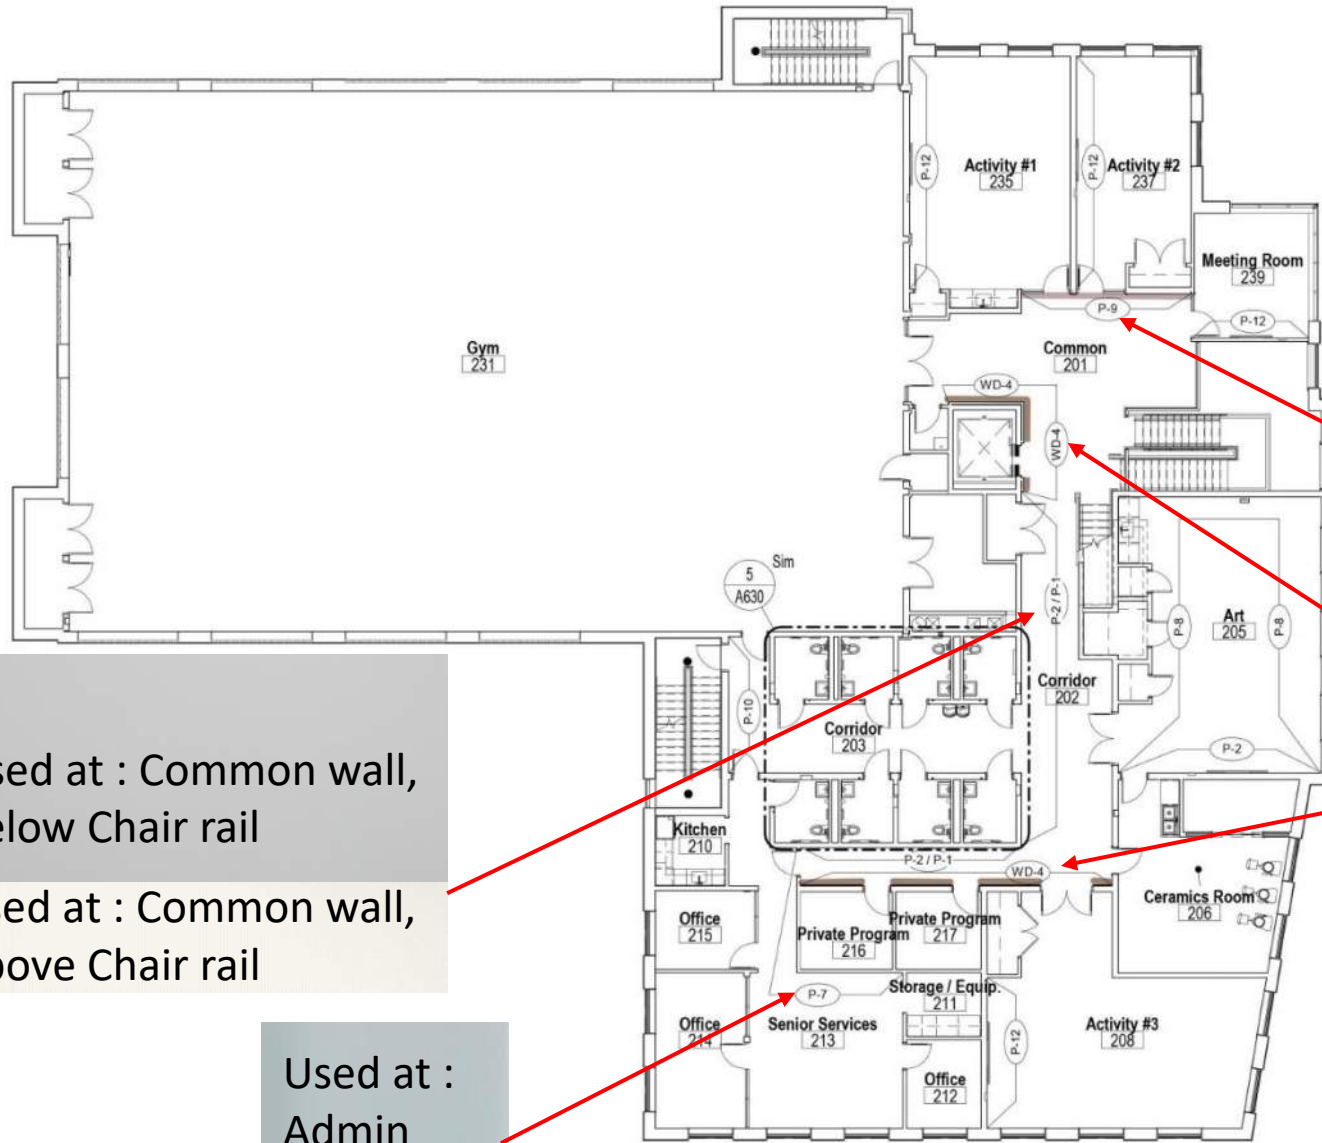 Activity #1
235
Activity #2
237
P-12
P-12
Meeting Room
239
P-12
P-9
Gym
231
Common
201
WD-4
WD-4
Sim
5
A630
P-2 / P-1
Art
205
P-8
P-8
Corridor
202
P-10
Corridor
203
P-2
sed at : Common wall,
elow Chair rail
Kitchen
210
P-2 / P-1
WD-4
sed at : Common wall,
bove Chair rail
Ceramics Room
206
Office
215
Private Program
216
Private Program
217
Storage / Equip.
211
P-7
Office
214
Senior Services
213
P-12
Activity #3
208
Office
212
Used at :
Admin